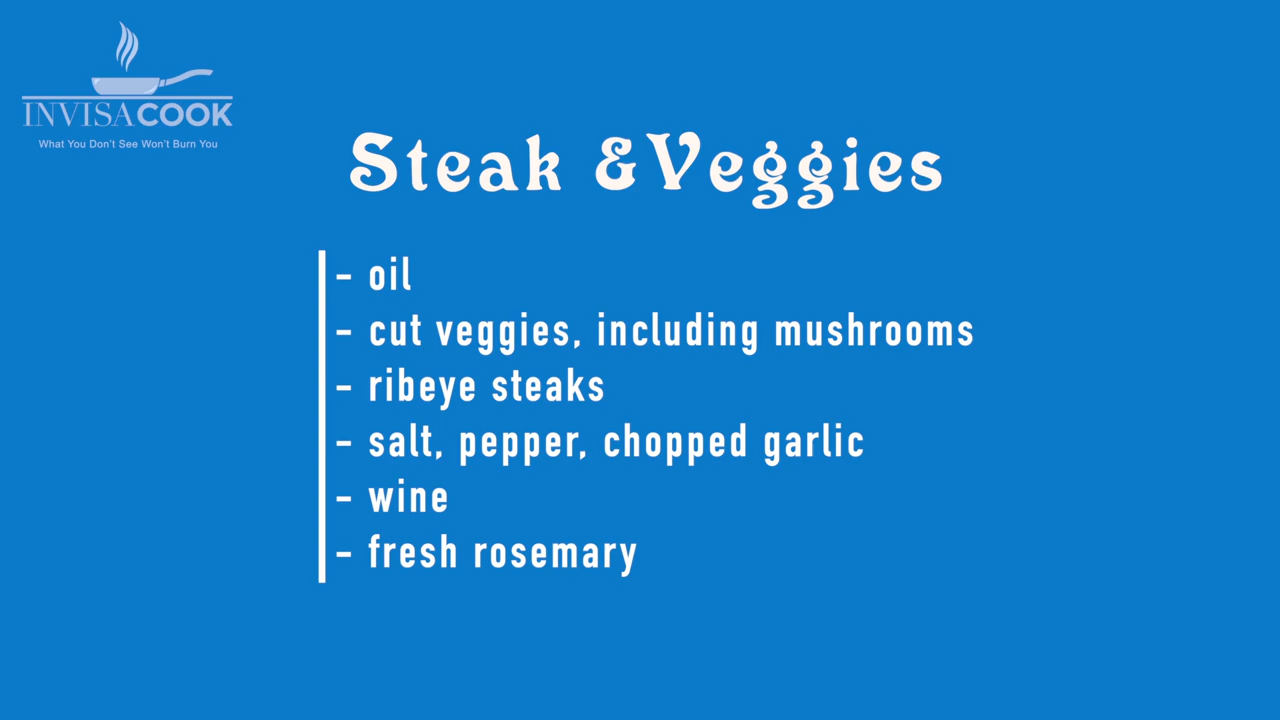 INVISACOOK
What You Don't See Won't Burn You
Steak &Veggies
- oil
- cut veggies, including mushrooms
- ribeye steaks
- salt, pepper, chopped garlic
- wine
- fresh rosemary